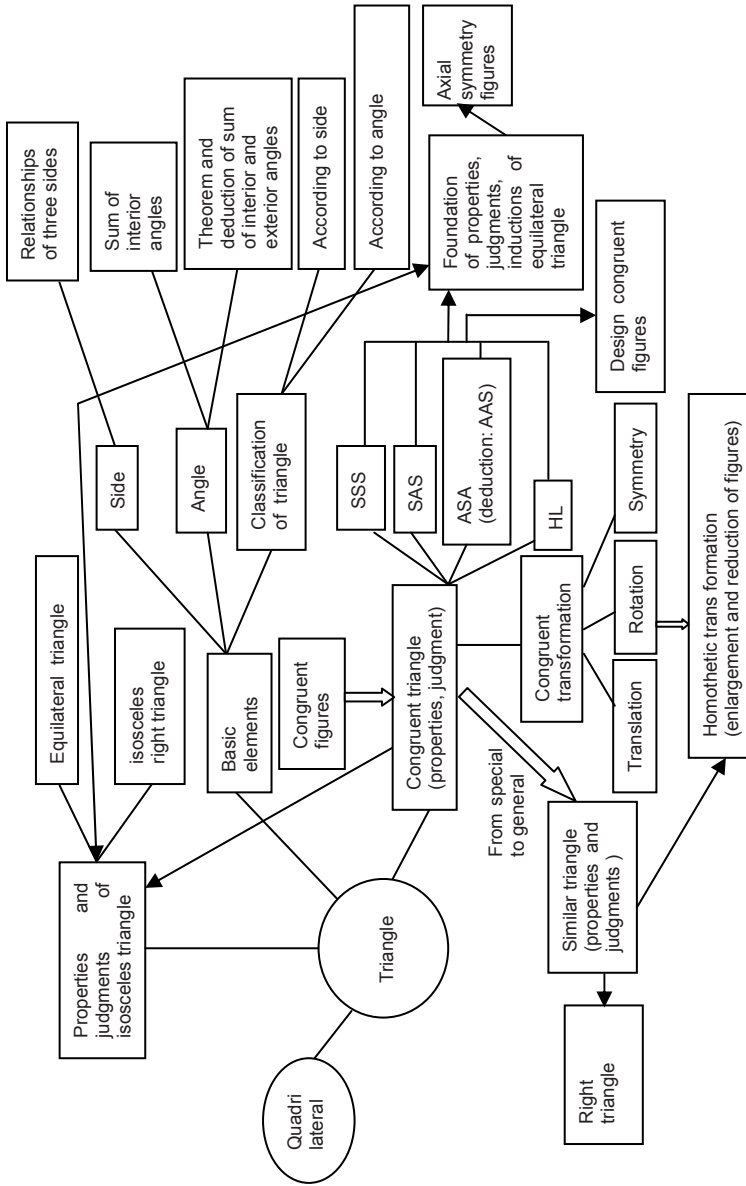 Quadri
lateral
Triangle
Properties and
judgments of
isosceles triangle
Equilateral triangle
isosceles
right triangle
Basic
elements
Side
Angle
Classification
of triangle
Relationships
of three sides
Sum of
interior
angles
Theorem and
deduction of sum
of interior and
exterior angles
According to side
According to angle
Congruent
figures
Congruent triangle
(properties, judgment)
SSS
SAS
ASA
(deduction: AAS)
HL
Foundation
of properties,
judgments,
inductions of
equilateral
triangle
Axial
symmetry
figures
Design congruent
figures
Congruent
transformation
Translation
Rotation
Symmetry
From special
to general
Similar triangle
(properties and
judgments )
Right
triangle
Homothetic trans formation
(enlargement and reduction of figures)